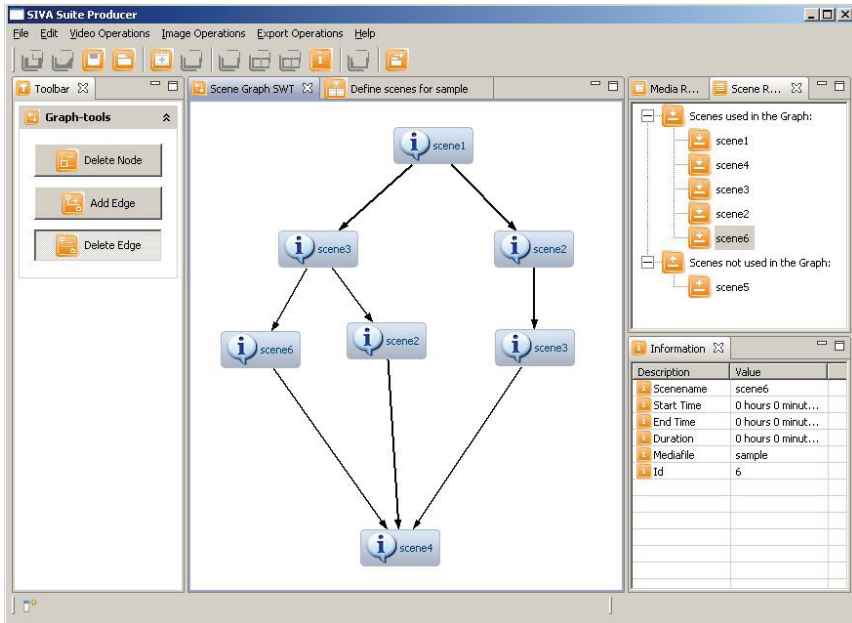 SIVA Suite Producer
File Edit Video Operations Image Operations Export Operations Help
Toolbar
Graph-tools
Delete Node
Add Edge
Delete Edge
Scene Graph SWT
Define scenes for sample
scene1
scene3
scene2
scene6
scene2
scene3
scene4
Media R...
Scene R...
Scenes used in the Graph:
scene1
scene4
scene3
scene2
scene6
Scenes not used in the Graph:
scene5
Information
Description Value
Scenename scene6
Start Time 0 hours 0 minut...
End Time 0 hours 0 minut...
Duration 0 hours 0 minut...
Mediafile sample
Id 6